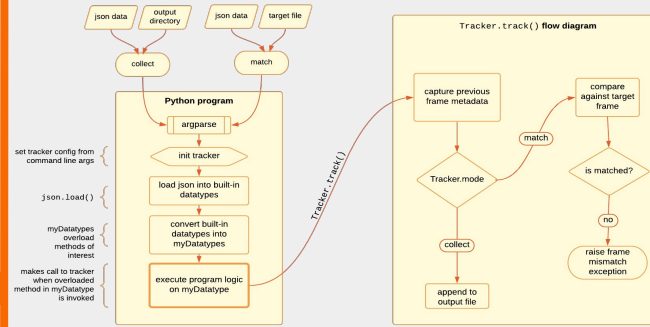 json data
output
directory
json data
target file
collect
match
Python program
argparse
init tracker
load json into built-in
datatypes
convert built-in
datatypes into
myDatatypes
execute program logic
on myDatatype
set tracker config from
command line args
json.load()
myDatatypes
overload
methods of
interest
makes call to tracker
when overloaded
method in myDatatype
is invoked
Tracker.track()
Tracker.track() flow diagram
capture previous
frame metadata
Tracker.mode
match
collect
append to
output file
compare
against target
frame
is matched?
no
raise frame
mismatch
exception